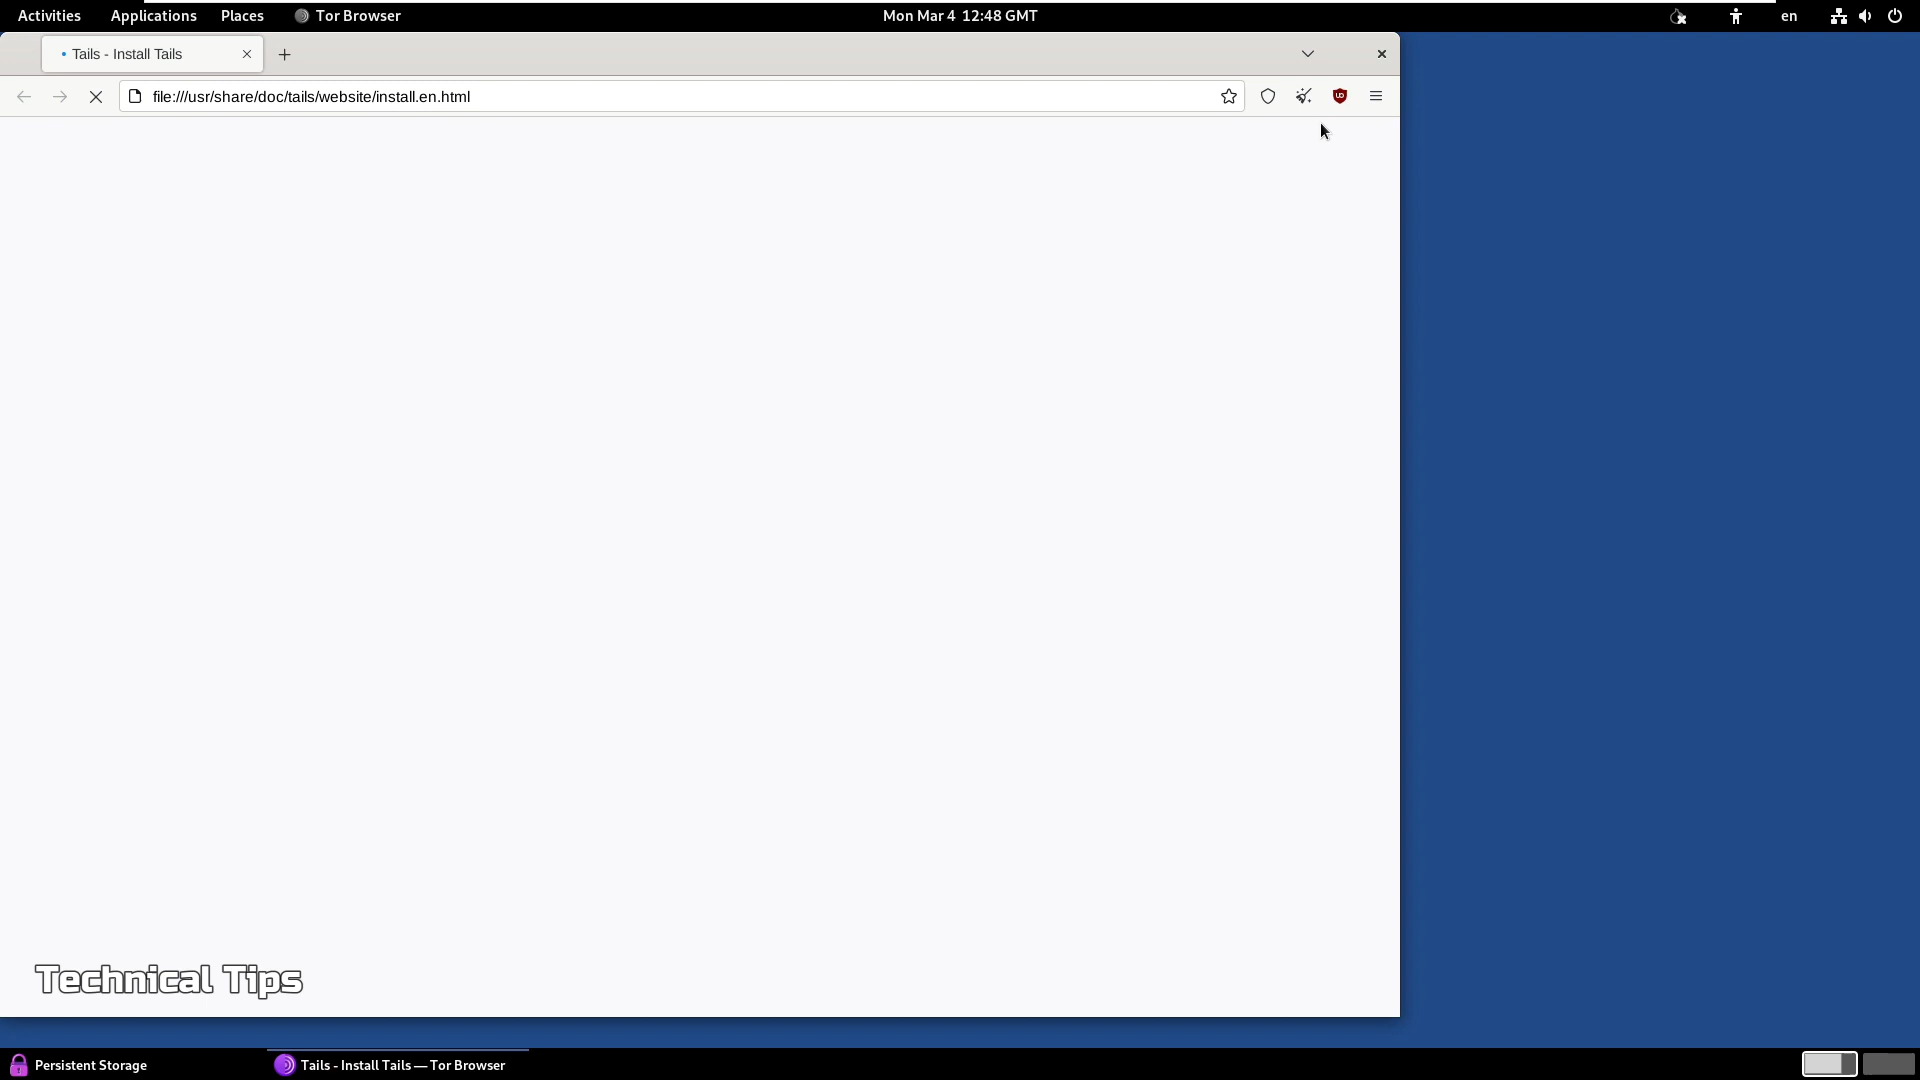 Activities Applications Places Tor Browser Mon Mar 4 12:48 GMT en
Tails - Install Tails
file:///usr/share/doc/tails/website/install.en.html
Technical Tips
Persistent Storage Tails - Install Tails — Tor Browser